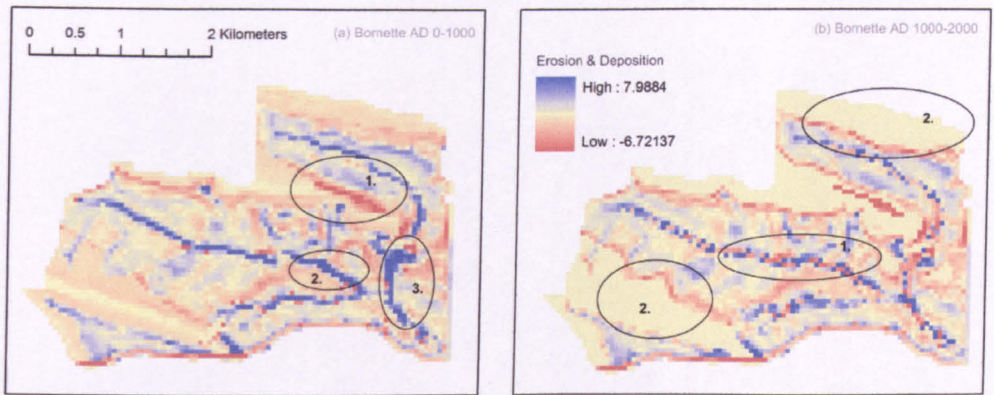 0 0.5 1 2 Kilometers
(a) Bornette AD 0-1000
1.
2.
3.
(b) Bornette AD 1000-2000
Erosion & Deposition
High : 7.9884
Low : -6.72137
2.
1.
2.